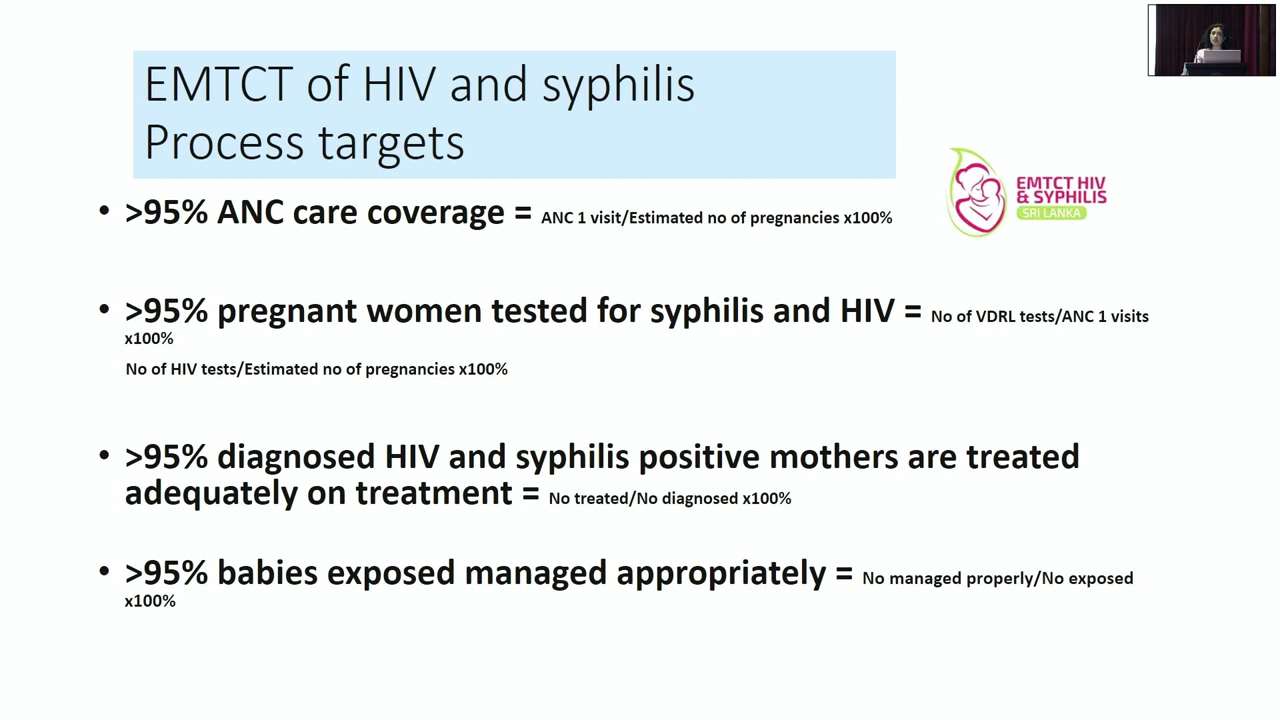 EMTCT of HIV and syphilis
Process targets
EMTCT HIV
& SYPHILIS
SRI LANKA
• >95% ANC care coverage = ANC 1 visit/Estimated no of pregnancies x100%
• >95% pregnant women tested for syphilis and HIV = No of VDRL tests/ANC 1 visits
x100%
No of HIV tests/Estimated no of pregnancies x100%
• >95% diagnosed HIV and syphilis positive mothers are treated
adequately on treatment = No treated/No diagnosed x100%
• >95% babies exposed managed appropriately = No managed properly/No exposed
x100%